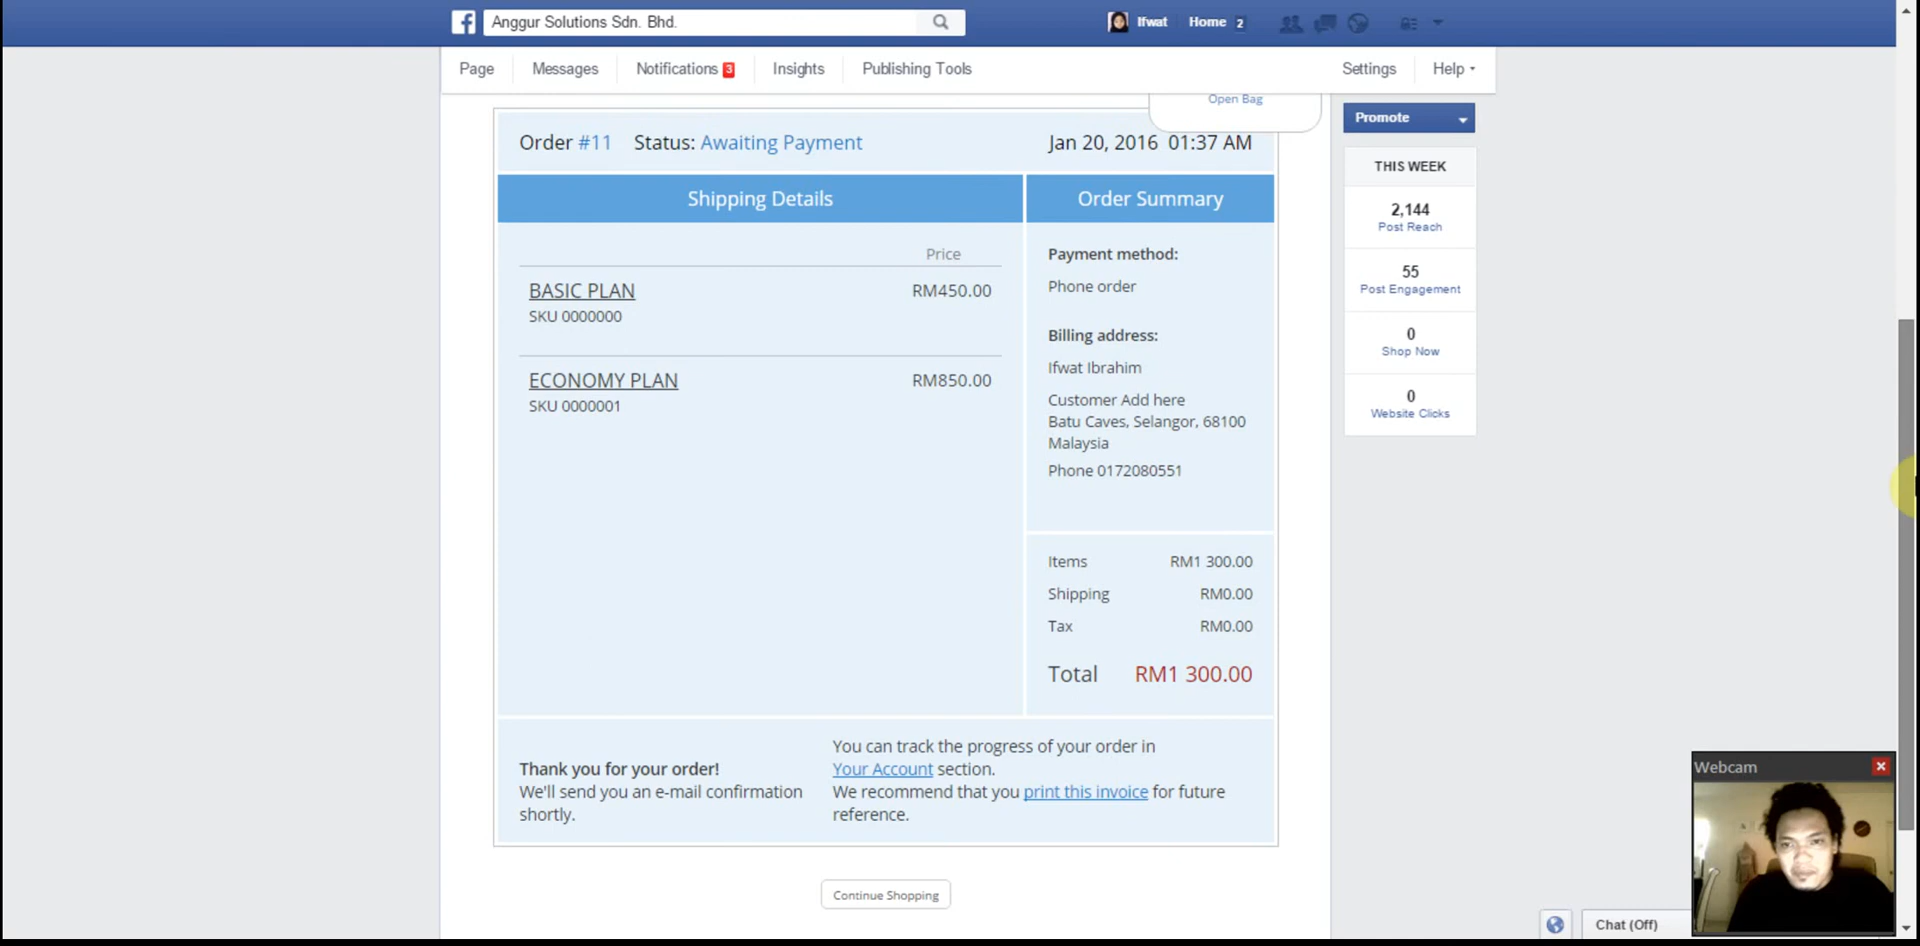 Anggur Solutions Sdn. Bhd.
Ifwat
Home 2
Page
Messages
Notifications 3
Insights
Publishing Tools
Settings
Help
Open Bag
Order #11 Status: Awaiting Payment Jan 20, 2016 01:37 AM
Shipping Details
Price
BASIC PLAN RM450.00
SKU 0000000
ECONOMY PLAN RM850.00
SKU 0000001
Order Summary
Payment method:
Phone order
Billing address:
Ifwat Ibrahim
Customer Add here
Batu Caves, Selangor, 68100
Malaysia
Phone 0172080551
Items RM1 300.00
Shipping RM0.00
Tax RM0.00
Total RM1 300.00
Thank you for your order!
We'll send you an e-mail confirmation
shortly.
You can track the progress of your order in
Your Account section.
We recommend that you print this invoice for future
reference.
Continue Shopping
Promote
THIS WEEK
2,144
Post Reach
55
Post Engagement
0
Shop Now
0
Website Clicks
Webcam
Chat (Off)